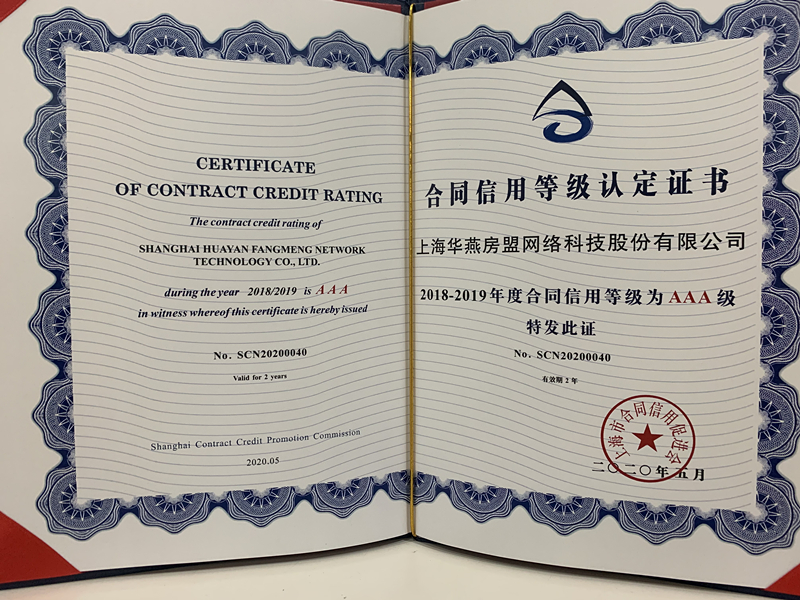 CERTIFICATE
OF CONTRACT CREDIT RATING
The contract credit rating of
SHANGHAI HUAYAN FANGMENG NETWORK
TECHNOLOGY CO., LTD.
during the year 2018/2019 is AAA
in witness whereof this certificate is hereby issued
No. SCN20200040
Valid for 2 years
Shanghai Contract Credit Promotion Commission
2020.05
合同信用等级认定证书
上海华燕房盟网络科技股份有限公司
2018-2019年度合同信用等级为AAA级
特发此证
No. SCN20200040
有效期2年
上海市合同信用促进会
二〇二〇年五月